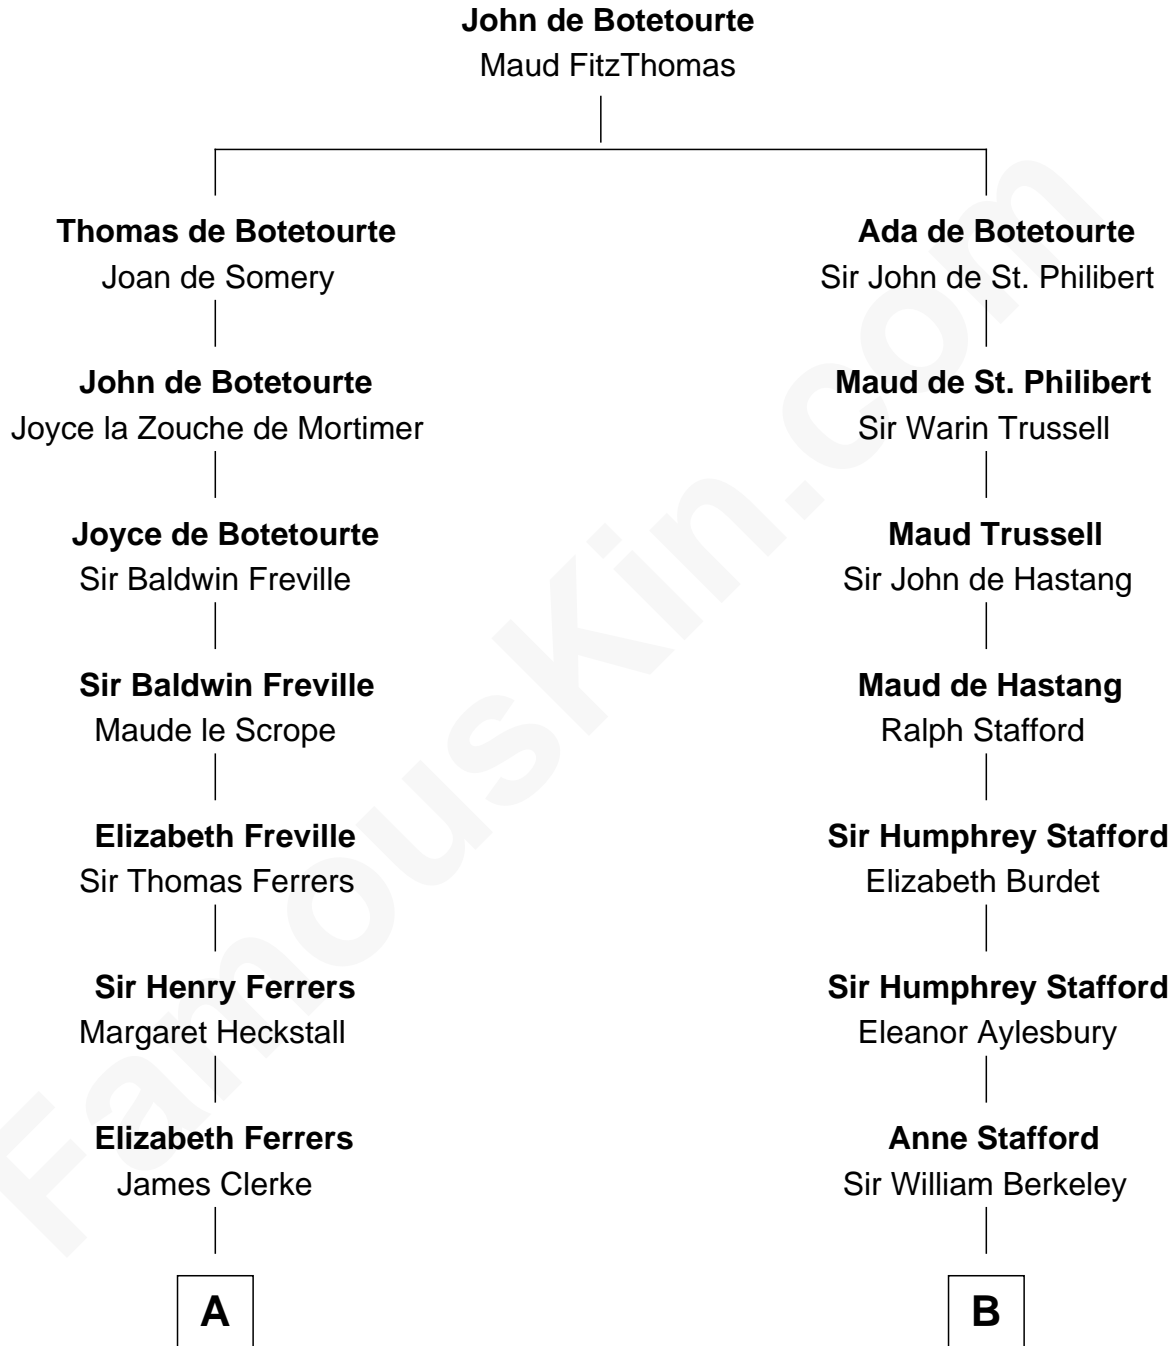 John de Botetourte
Maud FitzThomas
Thomas de Botetourte
Joan de Somery
Ada de Botetourte
Sir John de St. Philibert
John de Botetourte
Joyce la Zouche de Mortimer
Maud de St. Philibert
Sir Warin Trussell
Joyce de Botetourte
Sir Baldwin Freville
Maud Trussell
Sir John de Hastang
Sir Baldwin Freville
Maude le Scrope
Maud de Hastang
Ralph Stafford
Elizabeth Freville
Sir Thomas Ferrers
Sir Humphrey Stafford
Elizabeth Burdet
Sir Henry Ferrers
Margaret Heckstall
Sir Humphrey Stafford
Eleanor Aylesbury
Elizabeth Ferrers
James Clerke
Anne Stafford
Sir William Berkeley
A
B
FamousKin.com